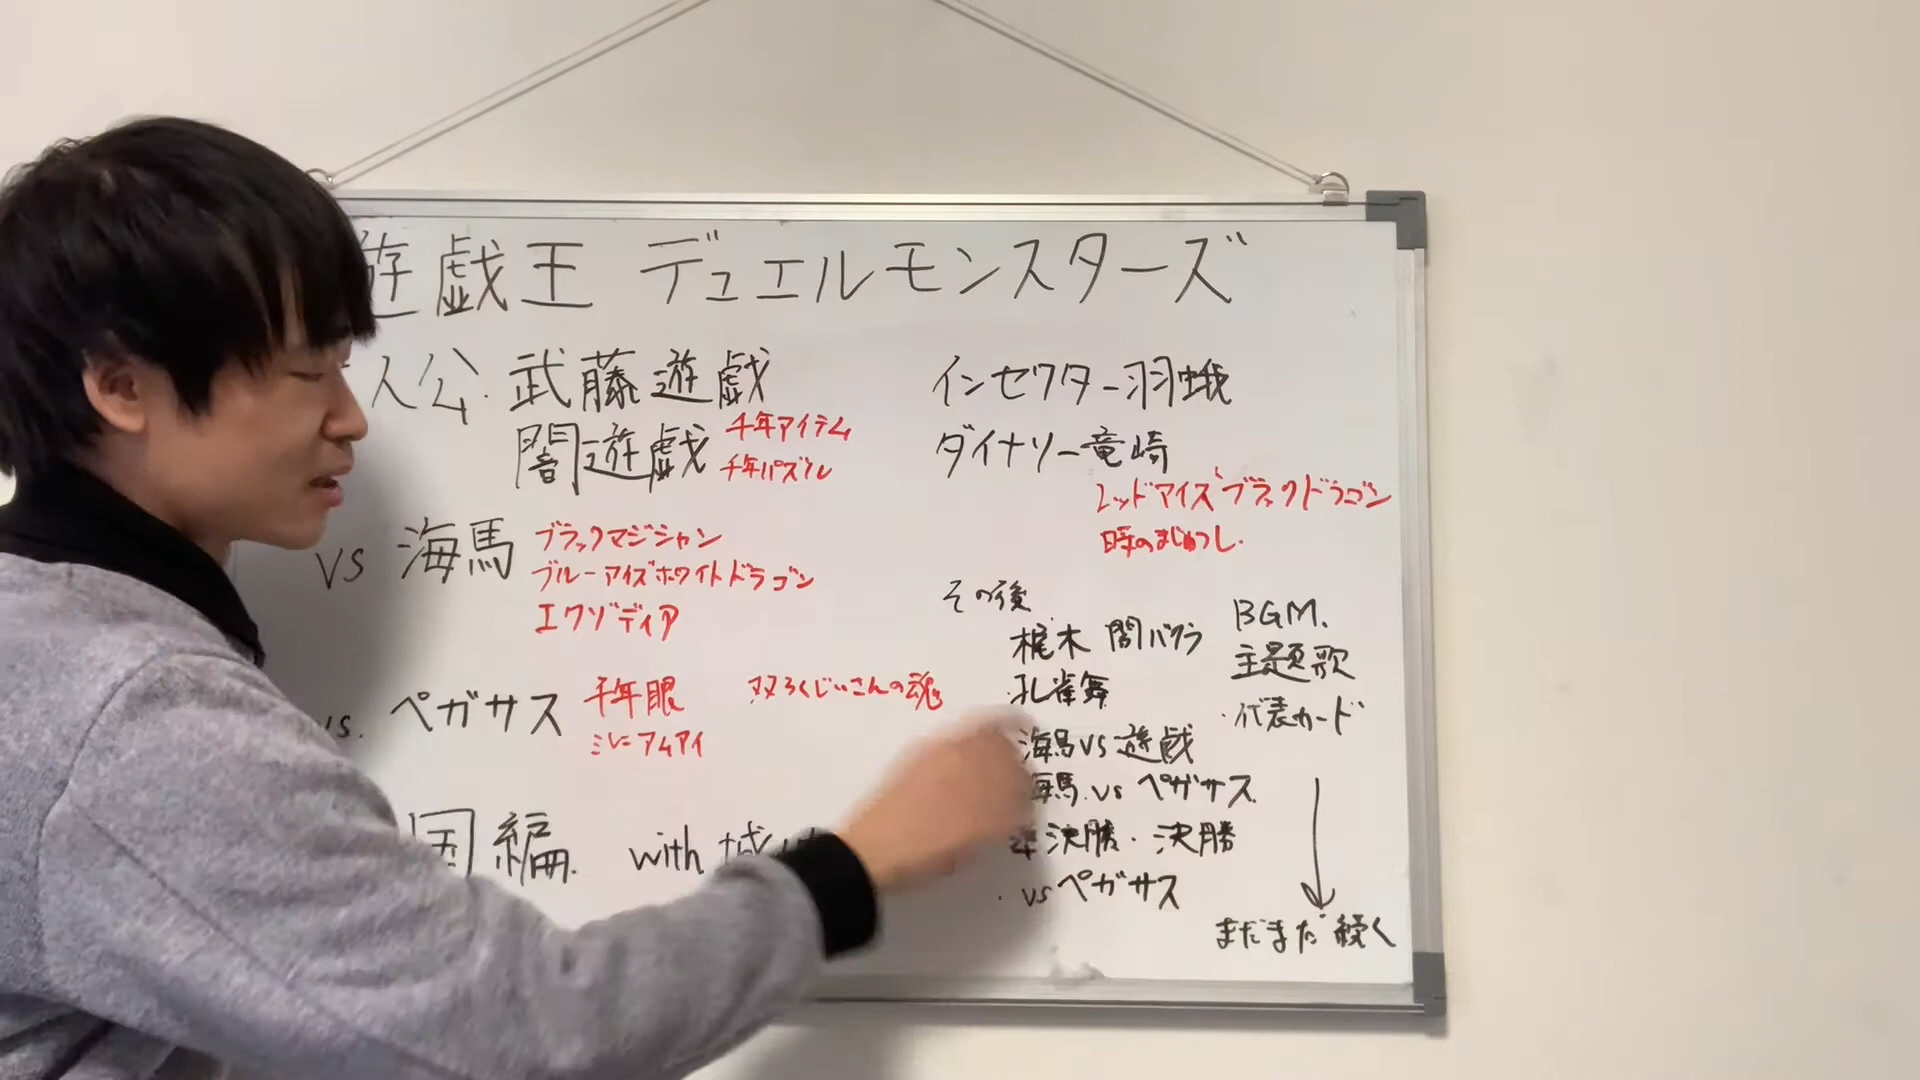 遊戯王 デュエルモンスターズ
人公. 武藤遊戯
闇遊戯
千年アイテム
千年パズル
vs 海馬
ブラックマジシャン
ブルーアイズホワイトドラゴン
エクゾディア
vs. ペガサス
千年眼
ミレニアムアイ
双ろくじいさんの魂
国編. with 城
インセクター羽蛾
ダイナソー竜崎
レッドアイズブラックドラゴン
時のまじゅつし.
その後
梶木 闇バクラ
孔雀舞
海馬vs遊戯
海馬.vsペガサス
準決勝・決勝
・vsペガサス
BGM.
主題歌
・代表カード
まだまだ続く